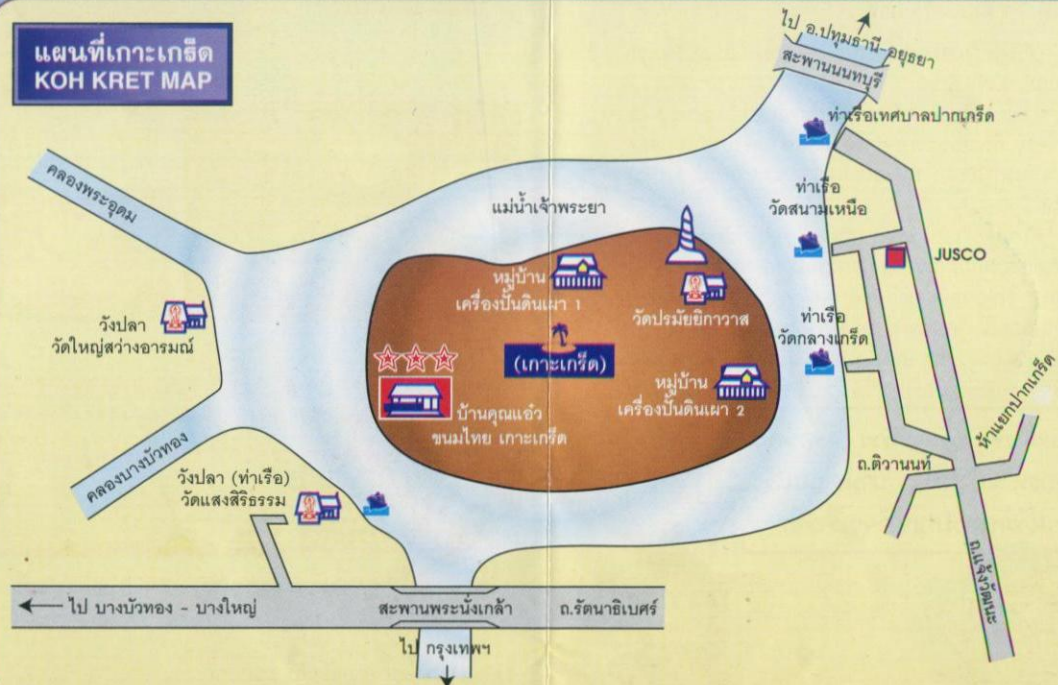 แผนที่เกาะเกร็ด
KOH KRET MAP
ไป อ.ปทุมธานี-อยุธยา
สะพานนนทบุรี
ท่าเรือเทศบาลปากเกร็ด
คลองพระอุดม
แม่น้ำเจ้าพระยา
ท่าเรือ
วัดสนามเหนือ
JUSCO
หมู่บ้าน
เครื่องปั้นดินเผา 1
วัดปรมัยยิกาวาส
วังปลา
วัดใหญ่สว่างอารมณ์
ท่าเรือ
วัดกลางเกร็ด
(เกาะเกร็ด)
หมู่บ้าน
เครื่องปั้นดินเผา 2
บ้านคุณแอ๋ว
ขนมไทย เกาะเกร็ด
ห้าแยกปากเกร็ด
คลองบางบัวทอง
ถ.ติวานนท์
วังปลา (ท่าเรือ)
วัดแสงสิริธรรม
ถ.แจ้งวัฒนะ
ไป บางบัวทอง - บางใหญ่
สะพานพระนั่งเกล้า
ถ.รัตนาธิเบศร์
ไป กรุงเทพฯ